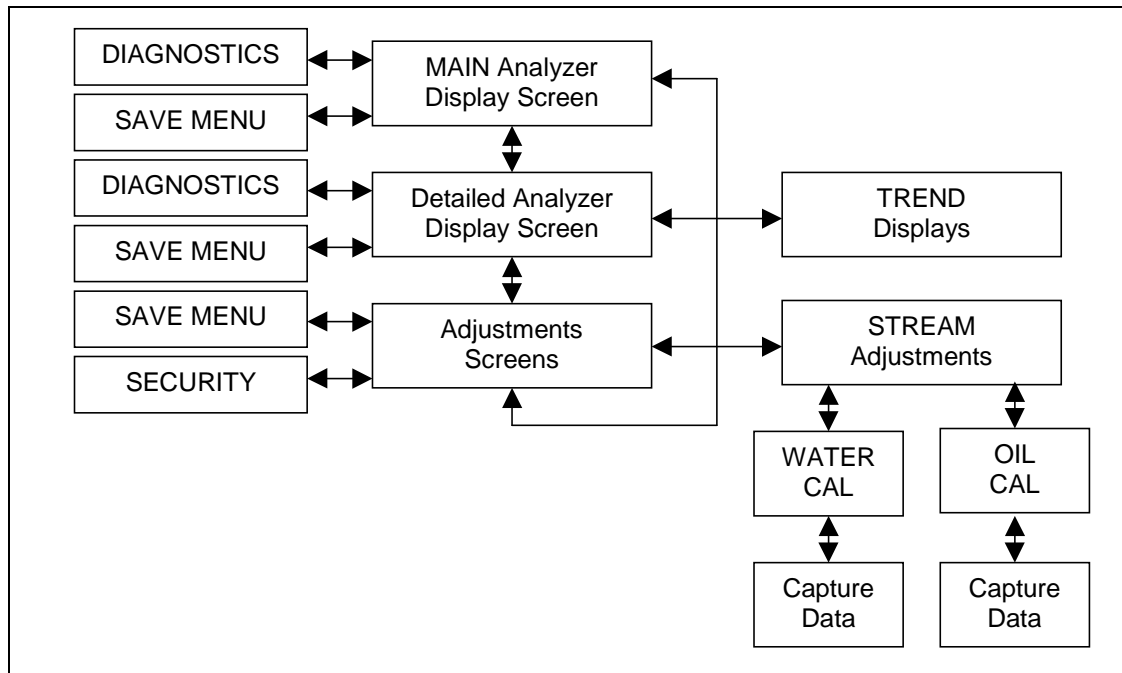 DIAGNOSTICS
SAVE MENU
DIAGNOSTICS
SAVE MENU
SAVE MENU
SECURITY
MAIN Analyzer
Display Screen
Detailed Analyzer
Display Screen
Adjustments
Screens
TREND
Displays
STREAM
Adjustments
WATER
CAL
OIL
CAL
Capture
Data
Capture
Data